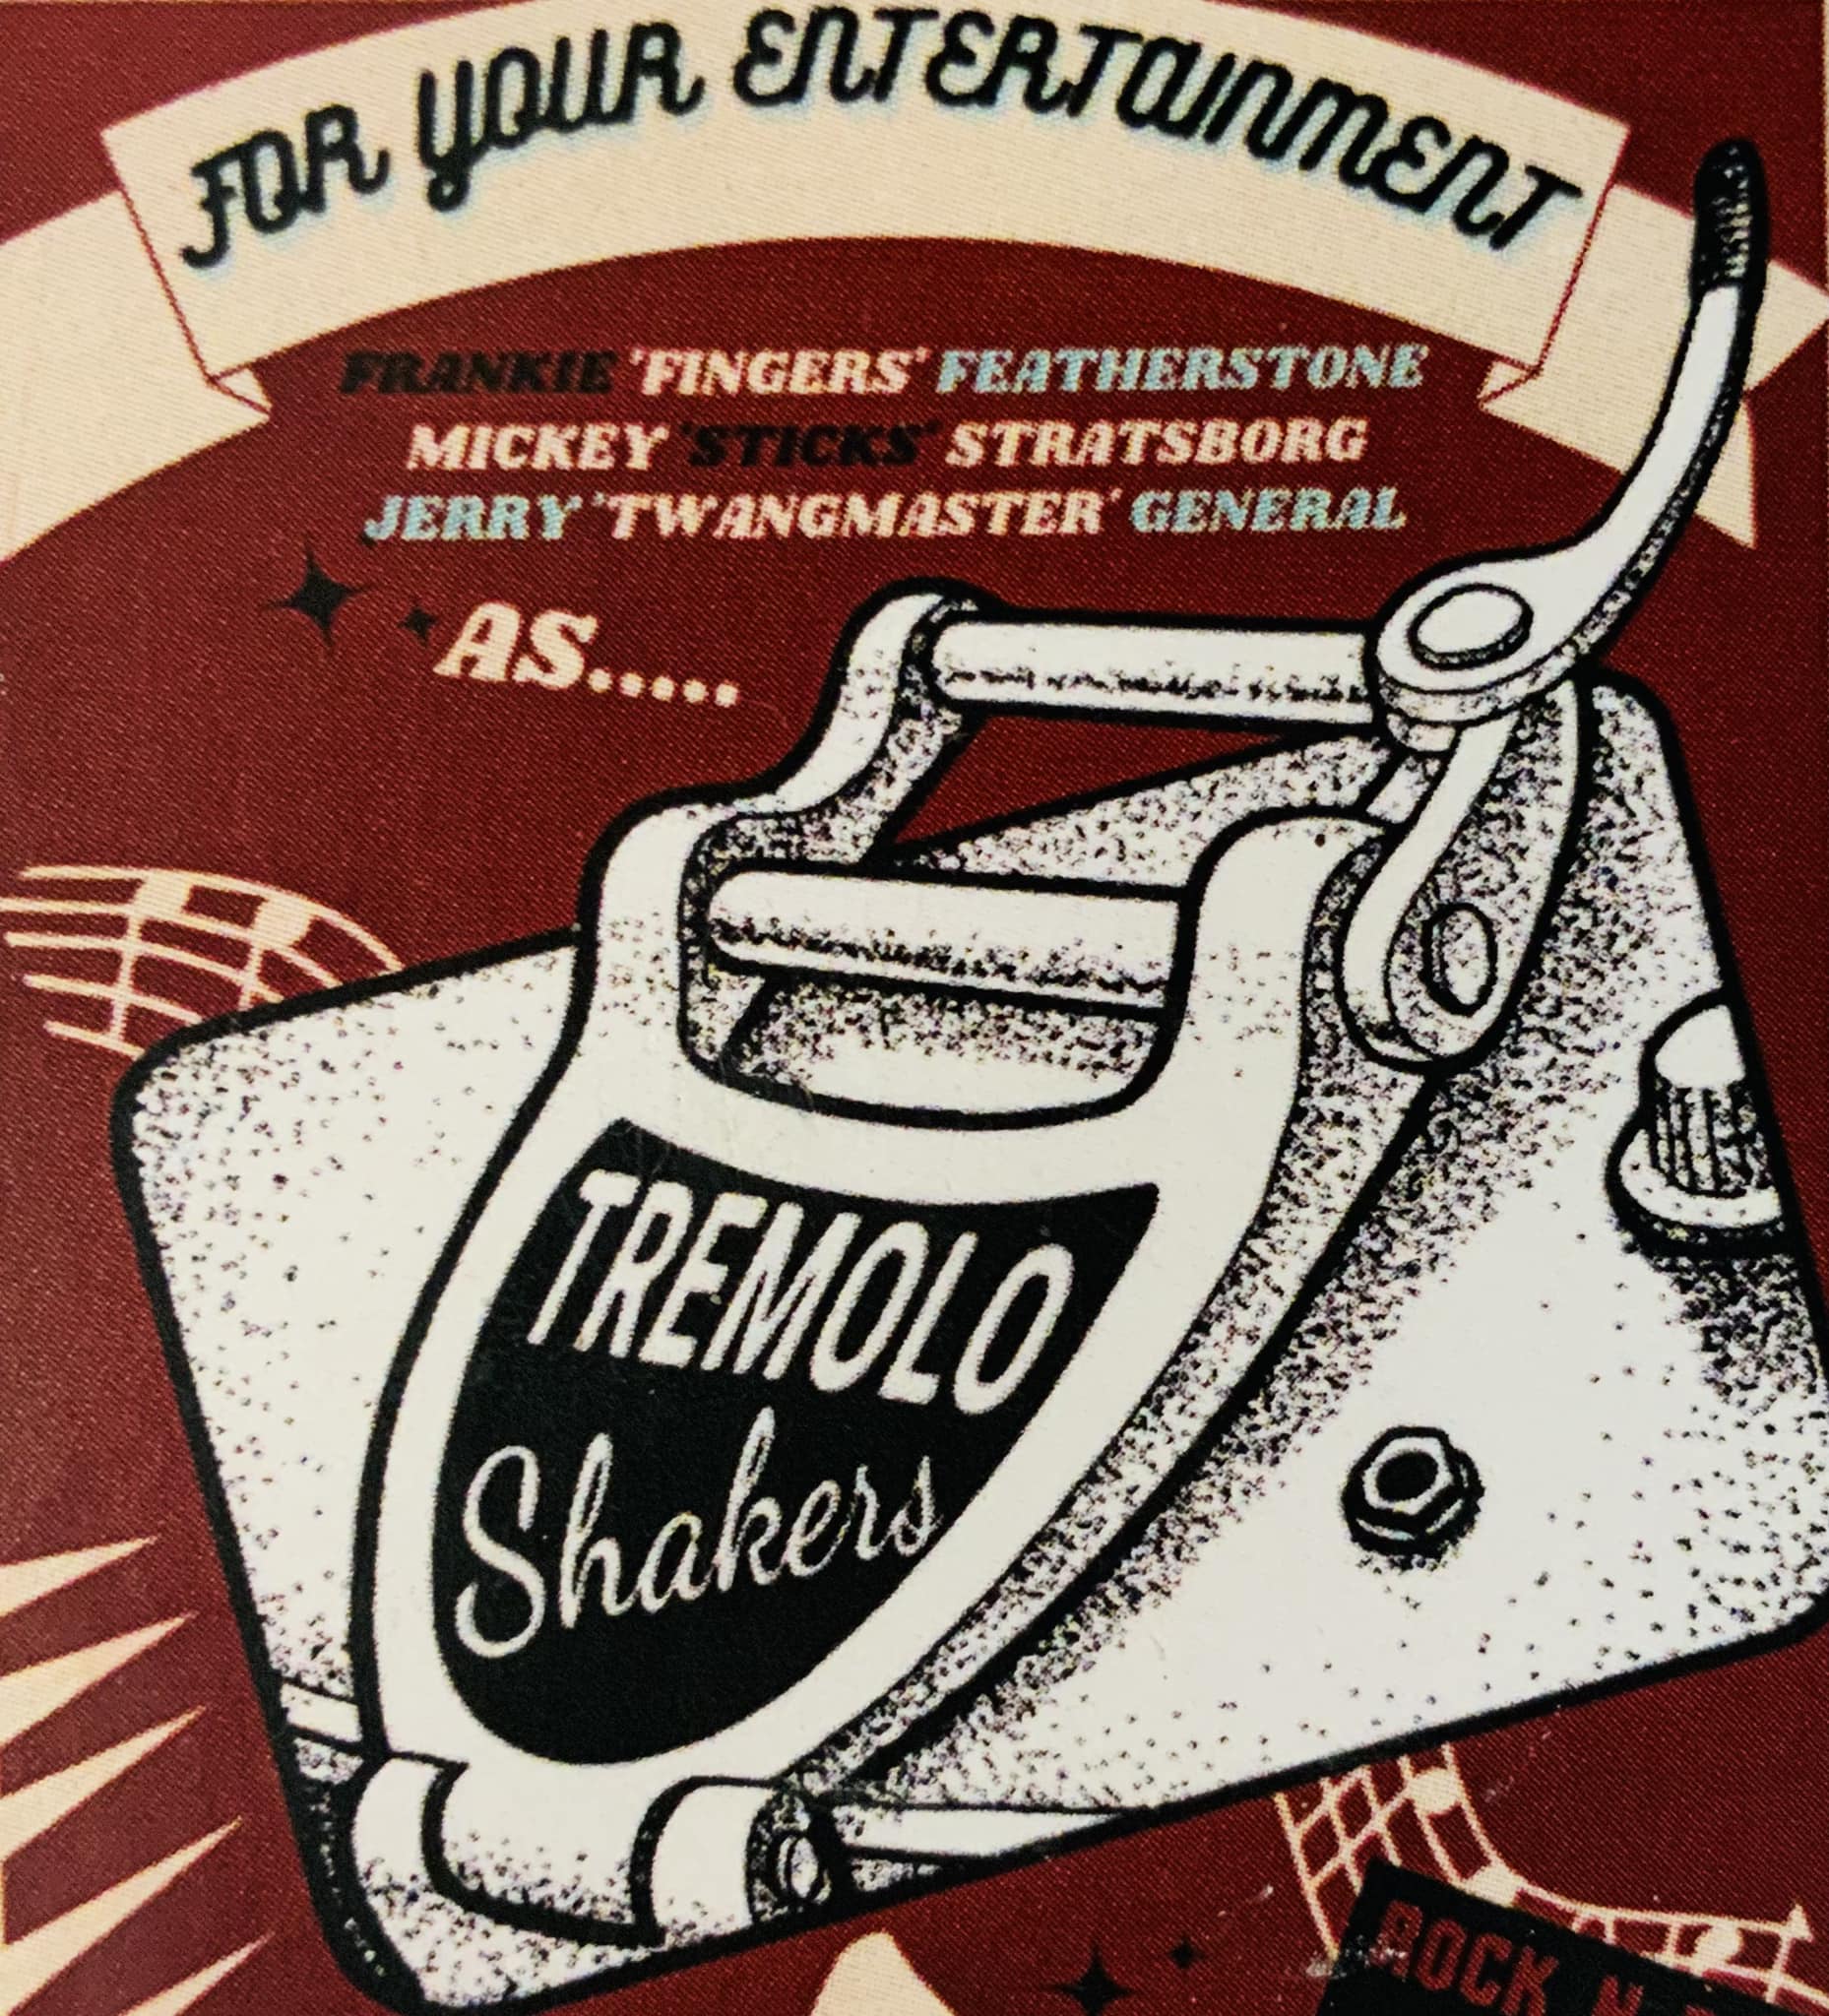 FOR YOUR ENTERTAINMENT
FRANKIE 'FINGERS' FEATHERSTONE
MICKEY 'STICKS' STRATSBORG
JERRY 'TWANGMASTER' GENERAL
AS.....
TREMOLO
Shakers
ROCK N